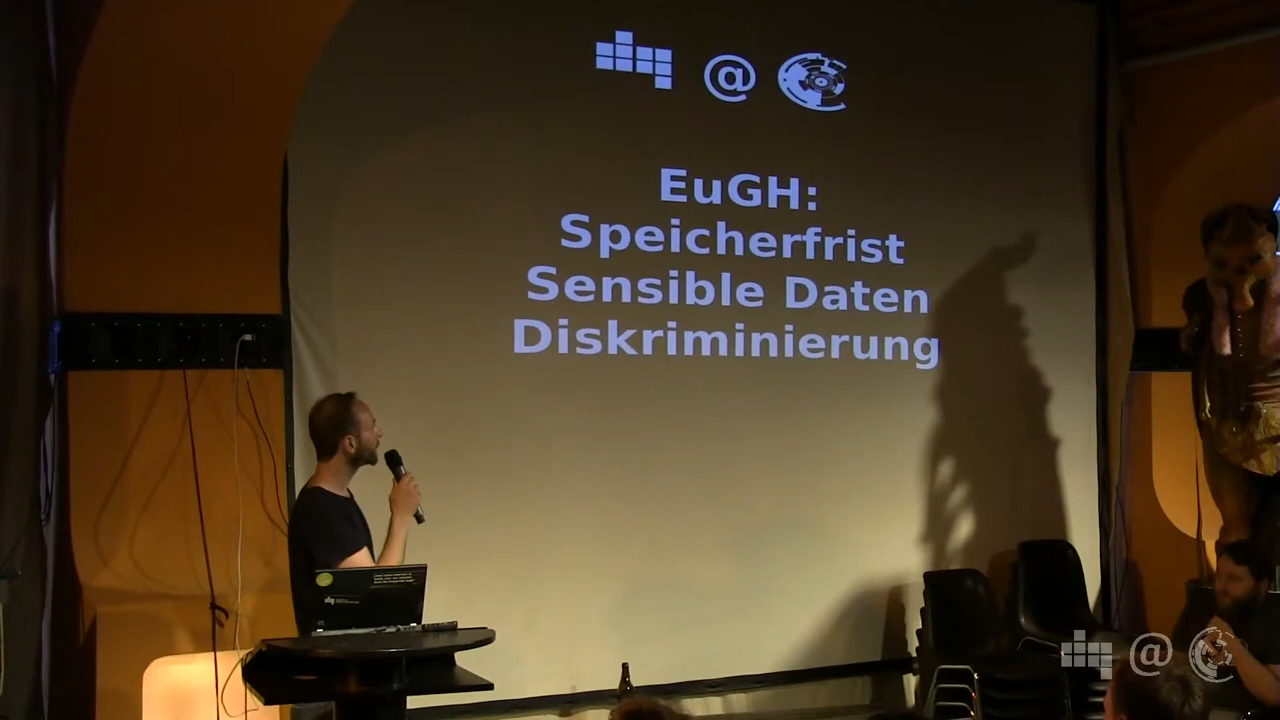 @
EuGH:
Speicherfrist
Sensible Daten
Diskriminierung
@